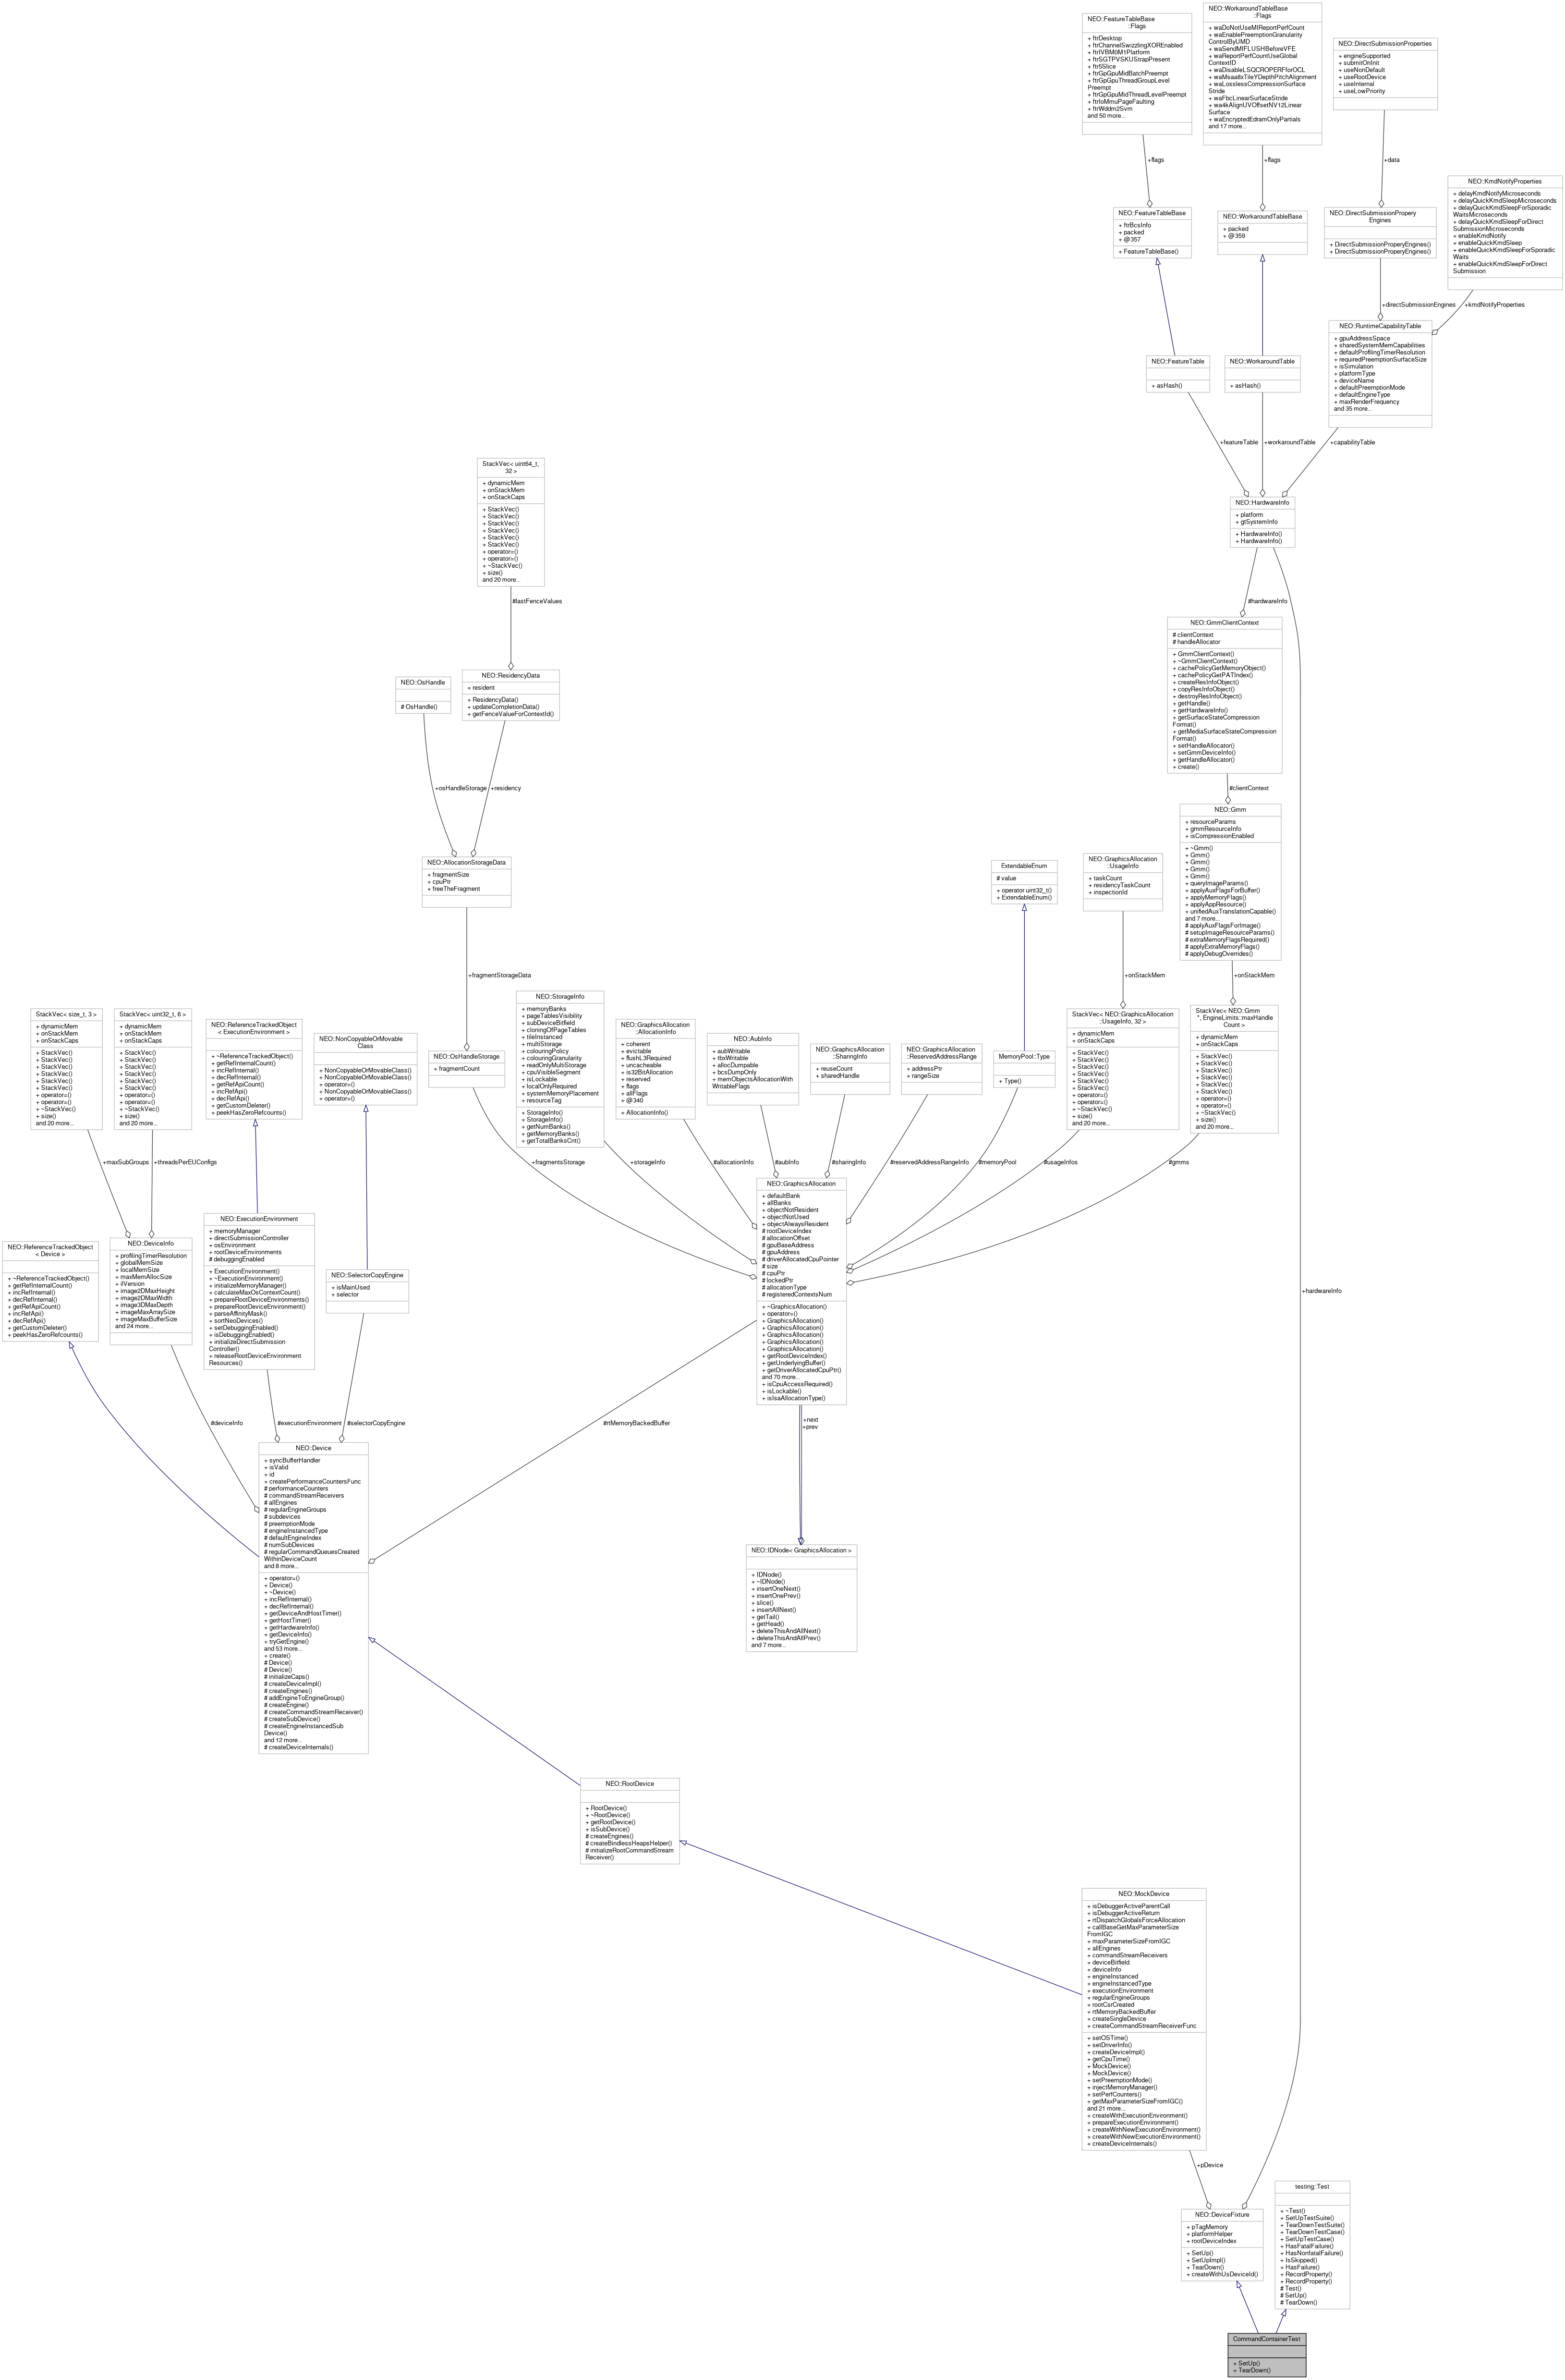 NEO::FeatureTableBase
::Flags
+ ftrDesktop
+ ftrChannelSwizzlingXOREnabled
+ ftrIVBM0M1Platform
+ ftrSGTPVSKUStrapPresent
+ ftr5Slice
+ ftrGpGpuMidBatchPreempt
+ ftrGpGpuThreadGroupLevel
Preempt
+ ftrGpGpuMidThreadLevelPreempt
+ ftrIoMmuPageFaulting
+ ftrWddm2Svm
and 50 more...
NEO::WorkaroundTableBase
::Flags
+ waDoNotUseMIReportPerfCount
+ waEnablePreemptionGranularity
ControlByUMD
+ waSendMIFLUSHBeforeVFE
+ waReportPerfCountUseGlobal
ContextID
+ waDisableLSQCROPERFforOCL
+ waMsaa8xTileYDepthPitchAlignment
+ waLosslessCompressionSurface
Stride
+ waFbcLinearSurfaceStride
+ wa4kAlignUVOffsetNV12Linear
Surface
+ waEncryptedEdramOnlyPartials
and 17 more...
NEO::DirectSubmissionProperties
+ engineSupported
+ submitOnInit
+ useNonDefault
+ useRootDevice
+ useInternal
+ useLowPriority
+flags
+flags
+data
NEO::KmdNotifyProperties
+ delayKmdNotifyMicroseconds
+ delayQuickKmdSleepMicroseconds
+ delayQuickKmdSleepForSporadic
WaitsMicroseconds
+ delayQuickKmdSleepForDirect
SubmissionMicroseconds
+ enableKmdNotify
+ enableQuickKmdSleep
+ enableQuickKmdSleepForSporadic
Waits
+ enableQuickKmdSleepForDirect
Submission
NEO::FeatureTableBase
+ ftrBcsInfo
+ packed
+ @357
+ FeatureTableBase()
NEO::WorkaroundTableBase
+ packed
+ @359
NEO::DirectSubmissionPropery
Engines
+ DirectSubmissionProperyEngines()
+ DirectSubmissionProperyEngines()
+directSubmissionEngines
+kmdNotifyProperties
NEO::RuntimeCapabilityTable
+ gpuAddressSpace
+ sharedSystemMemCapabilities
+ defaultProfilingTimerResolution
+ requiredPreemptionSurfaceSize
+ isSimulation
+ platformType
+ deviceName
+ defaultPreemptionMode
+ defaultEngineType
+ maxRenderFrequency
and 35 more...
NEO::FeatureTable
+ asHash()
NEO::WorkaroundTable
+ asHash()
+featureTable
+workaroundTable
+capabilityTable
StackVec< uint64_t,
32 >
+ dynamicMem
+ onStackMem
+ onStackCaps
+ StackVec()
+ StackVec()
+ StackVec()
+ StackVec()
+ StackVec()
+ StackVec()
+ operator=()
+ operator=()
+ ~StackVec()
+ size()
and 20 more...
NEO::HardwareInfo
+ platform
+ gtSystemInfo
+ HardwareInfo()
+ HardwareInfo()
#lastFenceValues
#hardwareInfo
NEO::GmmClientContext
# clientContext
# handleAllocator
+ GmmClientContext()
+ ~GmmClientContext()
+ cachePolicyGetMemoryObject()
+ cachePolicyGetPATIndex()
+ createResInfoObject()
+ copyResInfoObject()
+ destroyResInfoObject()
+ getHandle()
+ getHardwareInfo()
+ getSurfaceStateCompression
Format()
+ getMediaSurfaceStateCompression
Format()
+ setHandleAllocator()
+ setGmmDeviceInfo()
+ getHandleAllocator()
+ create()
NEO::OsHandle
# OsHandle()
NEO::ResidencyData
+ resident
+ ResidencyData()
+ updateCompletionData()
+ getFenceValueForContextId()
+osHandleStorage
+residency
#clientContext
NEO::Gmm
+ resourceParams
+ gmmResourceInfo
+ isCompressionEnabled
+ ~Gmm()
+ Gmm()
+ Gmm()
+ Gmm()
+ Gmm()
+ queryImageParams()
+ applyAuxFlagsForBuffer()
+ applyMemoryFlags()
+ applyAppResource()
+ unifiedAuxTranslationCapable()
and 7 more...
# applyAuxFlagsForImage()
# setupImageResourceParams()
# extraMemoryFlagsRequired()
# applyExtraMemoryFlags()
# applyDebugOverrides()
NEO::AllocationStorageData
+ fragmentSize
+ cpuPtr
+ freeTheFragment
ExtendableEnum
# value
+ operator uint32_t()
+ ExtendableEnum()
NEO::GraphicsAllocation
::UsageInfo
+ taskCount
+ residencyTaskCount
+ inspectionId
+fragmentStorageData
+onStackMem
+onStackMem
StackVec< size_t, 3 >
+ dynamicMem
+ onStackMem
+ onStackCaps
+ StackVec()
+ StackVec()
+ StackVec()
+ StackVec()
+ StackVec()
+ StackVec()
+ operator=()
+ operator=()
+ ~StackVec()
+ size()
and 20 more...
StackVec< uint32_t, 6 >
+ dynamicMem
+ onStackMem
+ onStackCaps
+ StackVec()
+ StackVec()
+ StackVec()
+ StackVec()
+ StackVec()
+ StackVec()
+ operator=()
+ operator=()
+ ~StackVec()
+ size()
and 20 more...
NEO::ReferenceTrackedObject
< ExecutionEnvironment >
+ ~ReferenceTrackedObject()
+ getRefInternalCount()
+ incRefInternal()
+ decRefInternal()
+ getRefApiCount()
+ incRefApi()
+ decRefApi()
+ getCustomDeleter()
+ peekHasZeroRefcounts()
NEO::NonCopyableOrMovable
Class
+ NonCopyableOrMovableClass()
+ NonCopyableOrMovableClass()
+ operator=()
+ NonCopyableOrMovableClass()
+ operator=()
NEO::OsHandleStorage
+ fragmentCount
NEO::StorageInfo
+ memoryBanks
+ pageTablesVisibility
+ subDeviceBitfield
+ cloningOfPageTables
+ tileInstanced
+ multiStorage
+ colouringPolicy
+ colouringGranularity
+ readOnlyMultiStorage
+ cpuVisibleSegment
+ isLockable
+ localOnlyRequired
+ systemMemoryPlacement
+ resourceTag
+ StorageInfo()
+ StorageInfo()
+ getNumBanks()
+ getMemoryBanks()
+ getTotalBanksCnt()
NEO::GraphicsAllocation
::AllocationInfo
+ coherent
+ evictable
+ flushL3Required
+ uncacheable
+ is32BitAllocation
+ reserved
+ flags
+ allFlags
+ @340
+ AllocationInfo()
NEO::AubInfo
+ aubWritable
+ tbxWritable
+ allocDumpable
+ bcsDumpOnly
+ memObjectsAllocationWith
WritableFlags
NEO::GraphicsAllocation
::SharingInfo
+ reuseCount
+ sharedHandle
NEO::GraphicsAllocation
::ReservedAddressRange
+ addressPtr
+ rangeSize
MemoryPool::Type
+ Type()
StackVec< NEO::GraphicsAllocation
::UsageInfo, 32 >
+ dynamicMem
+ onStackCaps
+ StackVec()
+ StackVec()
+ StackVec()
+ StackVec()
+ StackVec()
+ StackVec()
+ operator=()
+ operator=()
+ ~StackVec()
+ size()
and 20 more...
StackVec< NEO::Gmm
*, EngineLimits::maxHandle
Count >
+ dynamicMem
+ onStackCaps
+ StackVec()
+ StackVec()
+ StackVec()
+ StackVec()
+ StackVec()
+ StackVec()
+ operator=()
+ operator=()
+ ~StackVec()
+ size()
and 20 more...
+maxSubGroups
+threadsPerEUConfigs
+fragmentsStorage
+storageInfo
#allocationInfo
#aubInfo
#sharingInfo
#reservedAddressRangeInfo
#memoryPool
#usageInfos
#gmms
NEO::ReferenceTrackedObject
< Device >
+ ~ReferenceTrackedObject()
+ getRefInternalCount()
+ incRefInternal()
+ decRefInternal()
+ getRefApiCount()
+ incRefApi()
+ decRefApi()
+ getCustomDeleter()
+ peekHasZeroRefcounts()
NEO::DeviceInfo
+ profilingTimerResolution
+ globalMemSize
+ localMemSize
+ maxMemAllocSize
+ ilVersion
+ image2DMaxHeight
+ image2DMaxWidth
+ image3DMaxDepth
+ imageMaxArraySize
+ imageMaxBufferSize
and 24 more...
NEO::ExecutionEnvironment
+ memoryManager
+ directSubmissionController
+ osEnvironment
+ rootDeviceEnvironments
# debuggingEnabled
+ ExecutionEnvironment()
+ ~ExecutionEnvironment()
+ initializeMemoryManager()
+ calculateMaxOsContextCount()
+ prepareRootDeviceEnvironments()
+ prepareRootDeviceEnvironment()
+ parseAffinityMask()
+ sortNeoDevices()
+ setDebuggingEnabled()
+ isDebuggingEnabled()
+ initializeDirectSubmission
Controller()
+ releaseRootDeviceEnvironment
Resources()
NEO::SelectorCopyEngine
+ isMainUsed
+ selector
NEO::GraphicsAllocation
+ defaultBank
+ allBanks
+ objectNotResident
+ objectNotUsed
+ objectAlwaysResident
# rootDeviceIndex
# allocationOffset
# gpuBaseAddress
# gpuAddress
# driverAllocatedCpuPointer
# size
# cpuPtr
# lockedPtr
# allocationType
# registeredContextsNum
+ ~GraphicsAllocation()
+ operator=()
+ GraphicsAllocation()
+ GraphicsAllocation()
+ GraphicsAllocation()
+ GraphicsAllocation()
+ GraphicsAllocation()
+ getRootDeviceIndex()
+ getUnderlyingBuffer()
+ getDriverAllocatedCpuPtr()
and 70 more...
+ isCpuAccessRequired()
+ isLockable()
+ isIsaAllocationType()
+hardwareInfo
#deviceInfo
#executionEnvironment
#selectorCopyEngine
#rtMemoryBackedBuffer
+next
+prev
NEO::Device
+ syncBufferHandler
+ isValid
+ id
+ createPerformanceCountersFunc
# performanceCounters
# commandStreamReceivers
# allEngines
# regularEngineGroups
# subdevices
# preemptionMode
# engineInstancedType
# defaultEngineIndex
# numSubDevices
# regularCommandQueuesCreated
WithinDeviceCount
and 8 more...
+ operator=()
+ Device()
+ ~Device()
+ incRefInternal()
+ decRefInternal()
+ getDeviceAndHostTimer()
+ getHostTimer()
+ getHardwareInfo()
+ getDeviceInfo()
+ tryGetEngine()
and 53 more...
+ create()
# Device()
# Device()
# initializeCaps()
# createDeviceImpl()
# createEngines()
# addEngineToEngineGroup()
# createEngine()
# createCommandStreamReceiver()
# createSubDevice()
# createEngineInstancedSub
Device()
and 12 more...
# createDeviceInternals()
NEO::IDNode< GraphicsAllocation >
+ IDNode()
+ ~IDNode()
+ insertOneNext()
+ insertOnePrev()
+ slice()
+ insertAllNext()
+ getTail()
+ getHead()
+ deleteThisAndAllNext()
+ deleteThisAndAllPrev()
and 7 more...
NEO::RootDevice
+ RootDevice()
+ ~RootDevice()
+ getRootDevice()
+ isSubDevice()
# createEngines()
# createBindlessHeapsHelper()
# initializeRootCommandStream
Receiver()
NEO::MockDevice
+ isDebuggerActiveParentCall
+ isDebuggerActiveReturn
+ rtDispatchGlobalsForceAllocation
+ callBaseGetMaxParameterSize
FromIGC
+ maxParameterSizeFromIGC
+ allEngines
+ commandStreamReceivers
+ deviceBitfield
+ deviceInfo
+ engineInstanced
+ engineInstancedType
+ executionEnvironment
+ regularEngineGroups
+ rootCsrCreated
+ rtMemoryBackedBuffer
+ createSingleDevice
+ createCommandStreamReceiverFunc
+ setOSTime()
+ setDriverInfo()
+ createDeviceImpl()
+ getCpuTime()
+ MockDevice()
+ MockDevice()
+ setPreemptionMode()
+ injectMemoryManager()
+ setPerfCounters()
+ getMaxParameterSizeFromIGC()
and 21 more...
+ createWithExecutionEnvironment()
+ prepareExecutionEnvironment()
+ createWithNewExecutionEnvironment()
+ createWithNewExecutionEnvironment()
+ createDeviceInternals()
+pDevice
NEO::DeviceFixture
+ pTagMemory
+ platformHelper
+ rootDeviceIndex
+ SetUp()
+ SetUpImpl()
+ TearDown()
+ createWithUsDeviceId()
testing::Test
+ ~Test()
+ SetUpTestSuite()
+ TearDownTestSuite()
+ TearDownTestCase()
+ SetUpTestCase()
+ HasFatalFailure()
+ HasNonfatalFailure()
+ IsSkipped()
+ HasFailure()
+ RecordProperty()
+ RecordProperty()
# Test()
# SetUp()
# TearDown()
CommandContainerTest
+ SetUp()
+ TearDown()